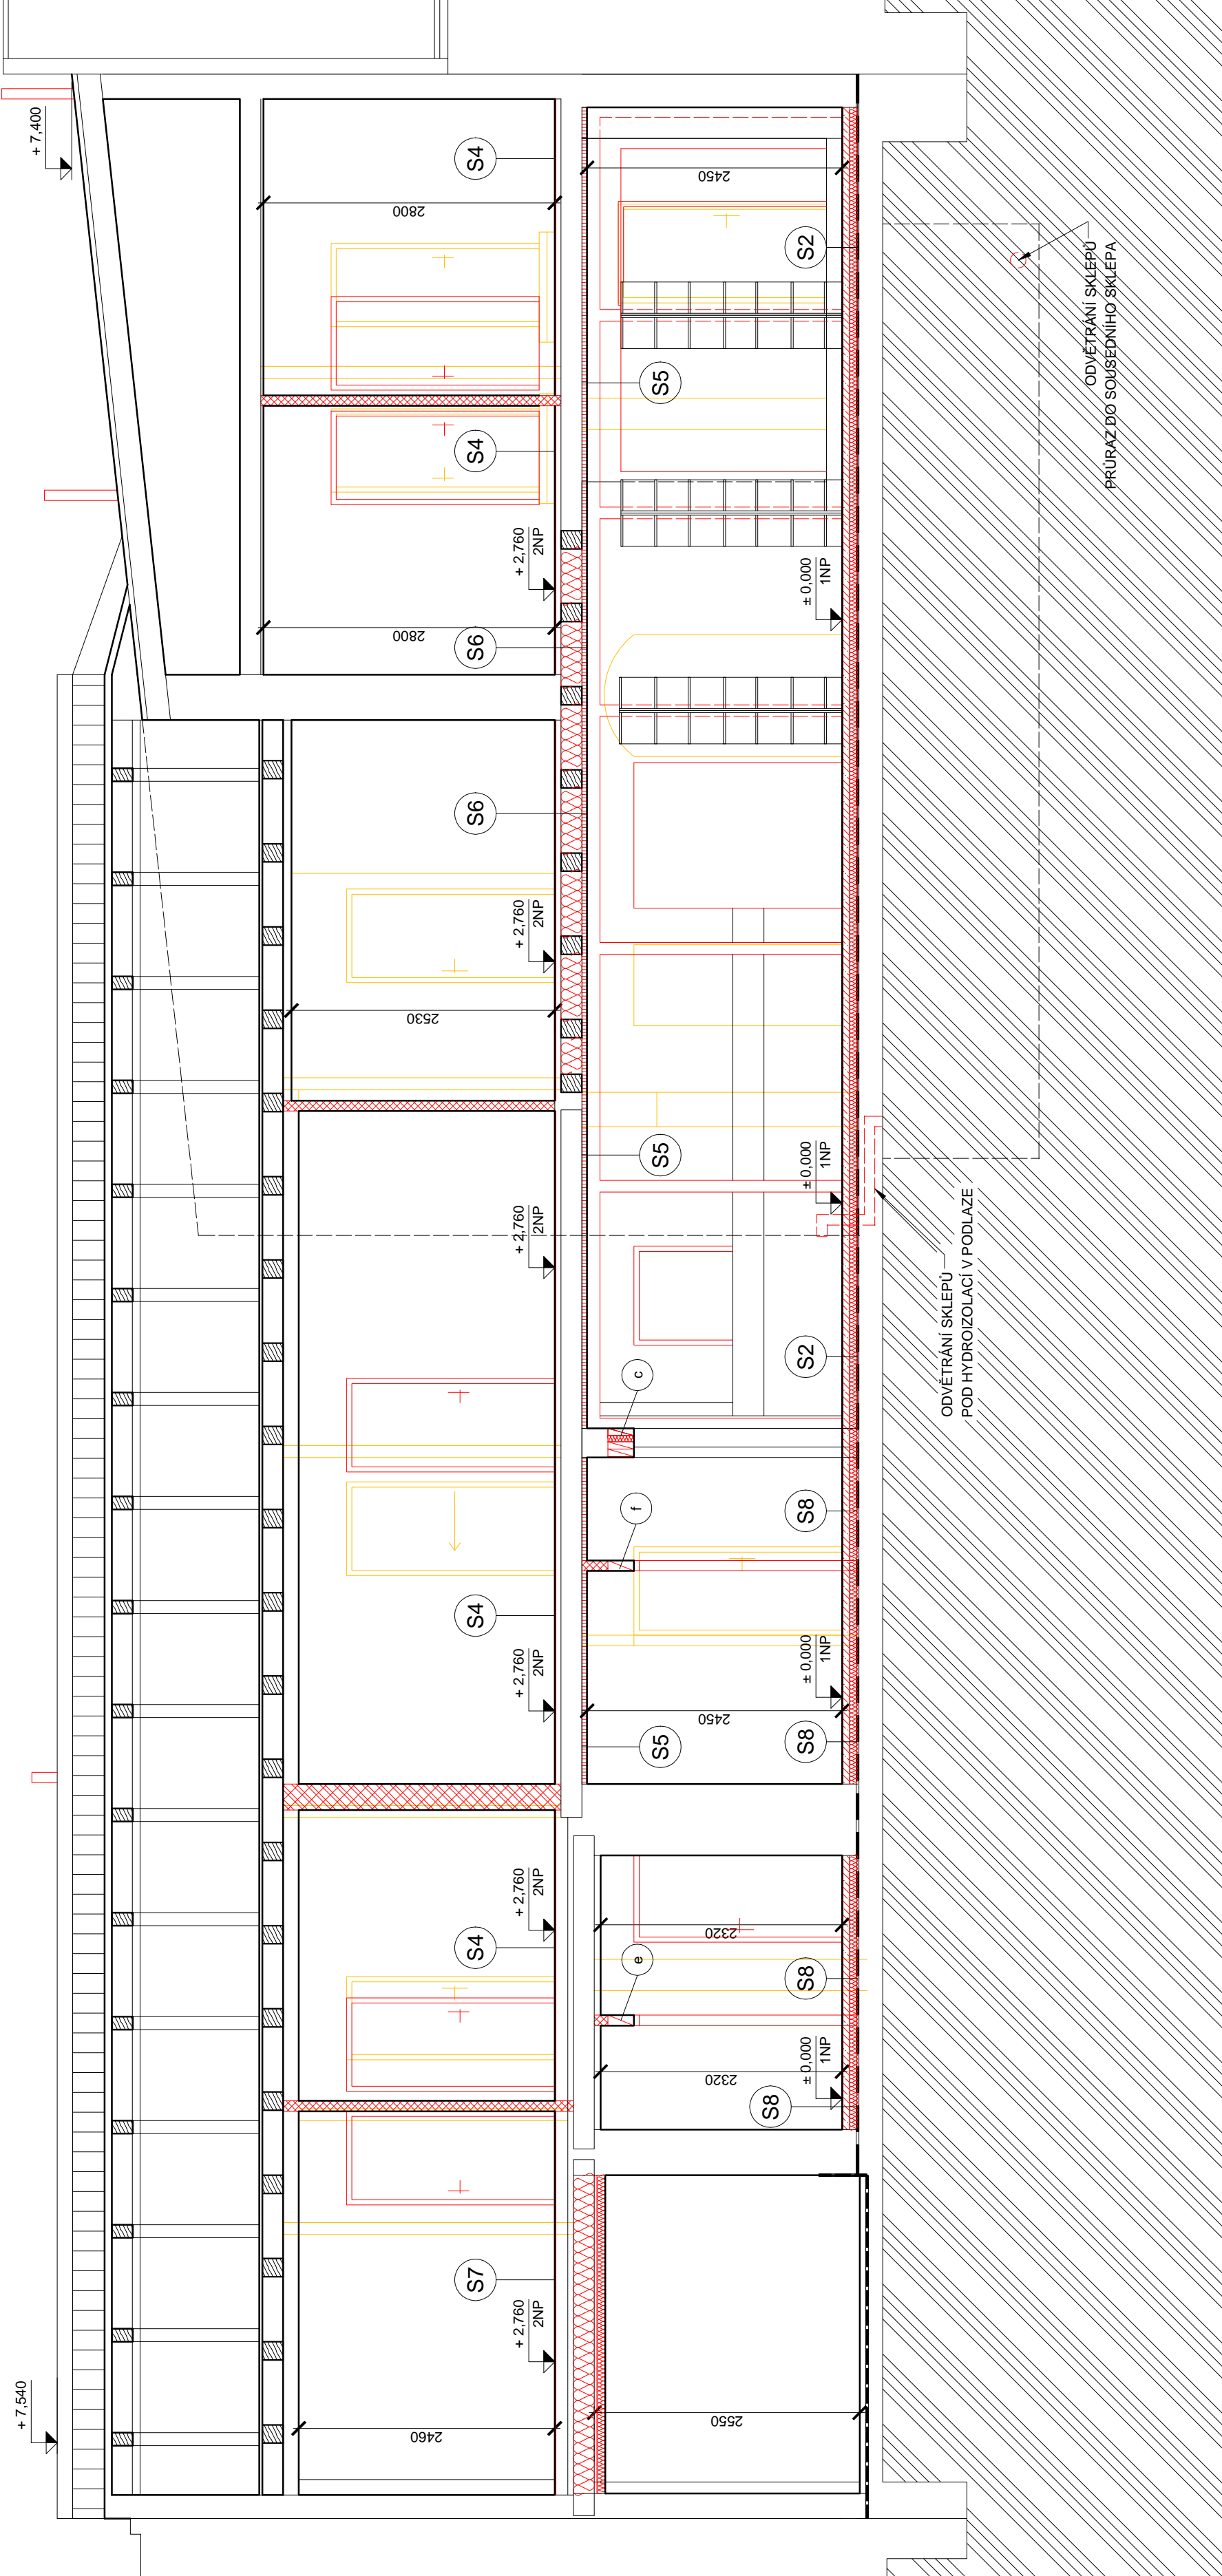 + 7,400
S4
2800
2450
S2
ODVĚTRÁNÍ SKLEPŮ
PRŮRAZ DO SOUSEDNÍHO SKLEPA
S5
S4
+ 2,760
2NP
± 0,000
1NP
2800
S6
S6
+ 2,760
2NP
2530
S5
± 0,000
1NP
+ 2,760
2NP
ODVĚTRÁNÍ SKLEPŮ
POD HYDROIZOLACÍ V PODLAZE
S2
c
f
S8
S4
+ 2,760
2NP
± 0,000
1NP
2450
S5
S8
+ 2,760
2NP
S4
2320
e
S8
± 0,000
1NP
2320
S8
S7
+ 2,760
2NP
+ 7,540
2460
2550